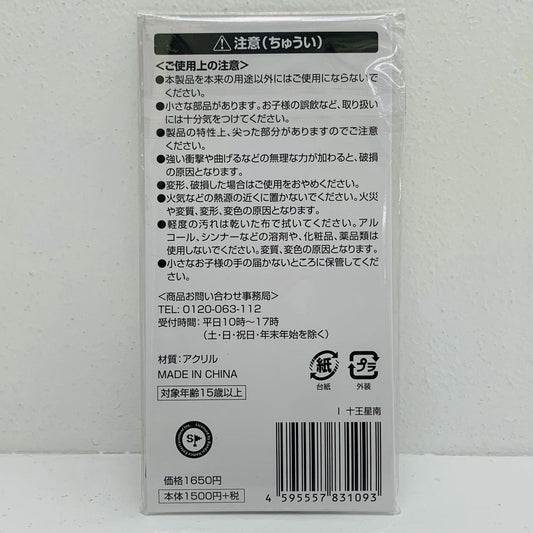 ⚠ 注意(ちゅうい)
<ご使用上の注意>
●本製品を本来の用途以外にはご使用にならないで
ください。
●小さな部品があります。お子様の誤飲など、取り扱い
には十分気をつけてください。
●製品の特性上、尖った部分がありますのでご注意
ください。
●強い衝撃や曲げるなどの無理な力が加わると、破損
の原因となります。
●変形、破損した場合はご使用をおやめください。
●火気などの熱源の近くに置かないでください。火災
や変質、変形、変色の原因となります。
●軽度の汚れは乾いた布で拭いてください。アル
コール、シンナーなどの溶剤や、化粧品、薬品類は
使用しないでください。変質、変色の原因となります。
●小さなお子様の手の届かないところに保管してくだ
さい。
<商品お問い合わせ事務局>
TEL: 0120-063-112
受付時間:平日10時〜17時
(土・日・祝日・年末年始を除く)
材質:アクリル
MADE IN CHINA
対象年齢15歳以上
紙
台紙
プラ
外装
I 十王星南
SP
価格1650円
本体1500円+税
4 595557 831093